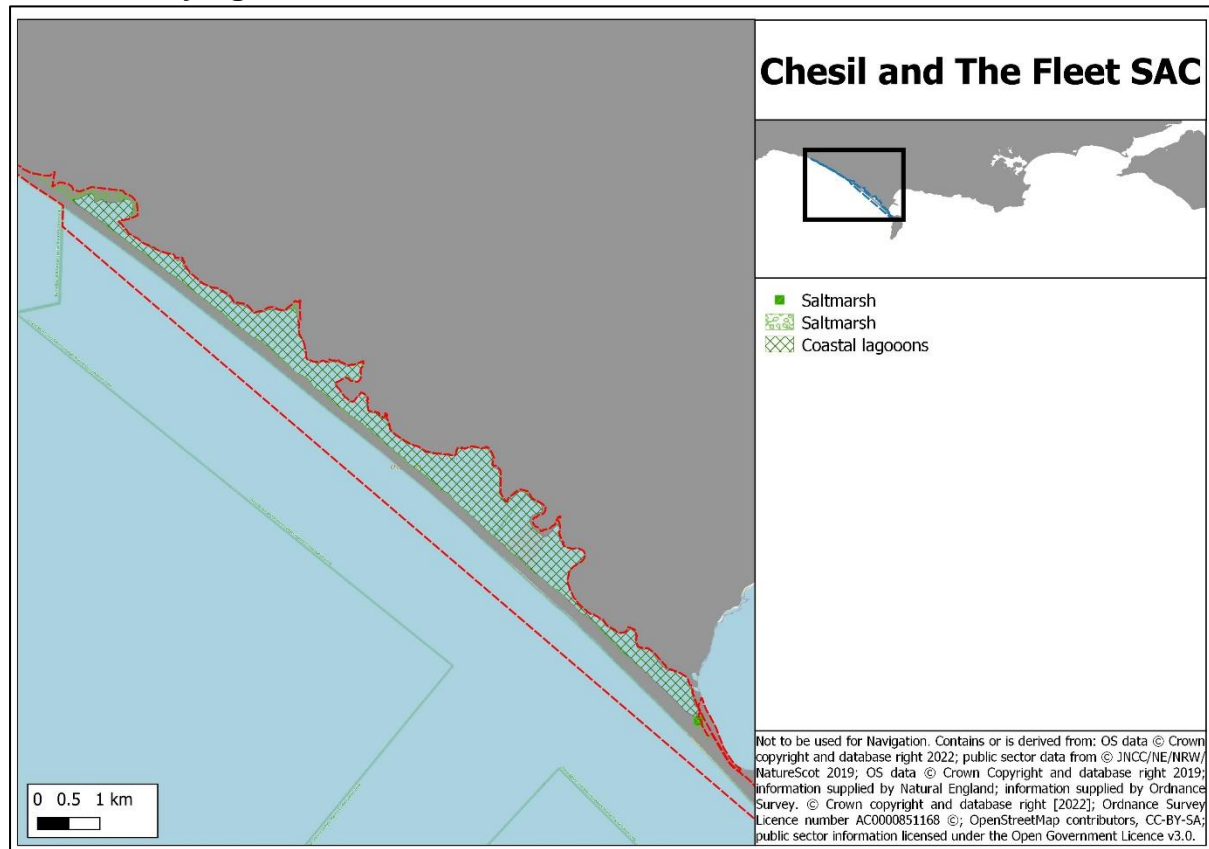 Chesil and The Fleet SAC
Saltmarsh
Saltmarsh
Coastal lagooons
Not to be used for Navigation. Contains or is derived from: OS data © Crown
copyright and database right 2022; public sector data from © JNCC/NE/NRW/
NatureScot 2019; OS data © Crown Copyright and database right 2019;
information supplied by Natural England; information supplied by Ordnance
Survey. © Crown copyright and database right [2022]; Ordnance Survey
Licence number AC0000851168 ©; OpenStreetMap contributors, CC-BY-SA;
public sector information licensed under the Open Government Licence v3.0.
0 0.5 1 km